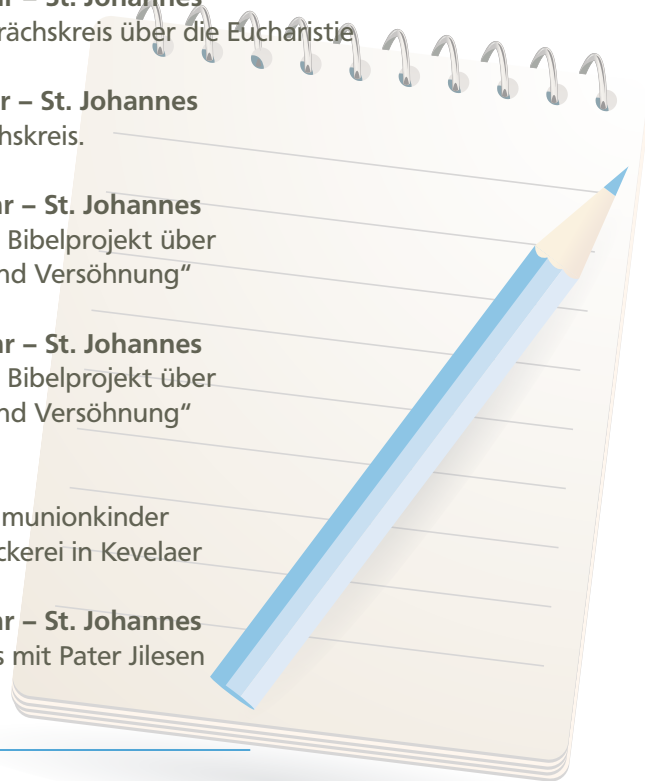 – St. Johannes
rächskreis über die Eucharistie
r – St. Johannes
hskreis.
r – St. Johannes
Bibelprojekt über
nd Versöhnung“
r – St. Johannes
Bibelprojekt über
nd Versöhnung“
munionkinder
ckerei in Kevelaer
r – St. Johannes
s mit Pater Jilesen